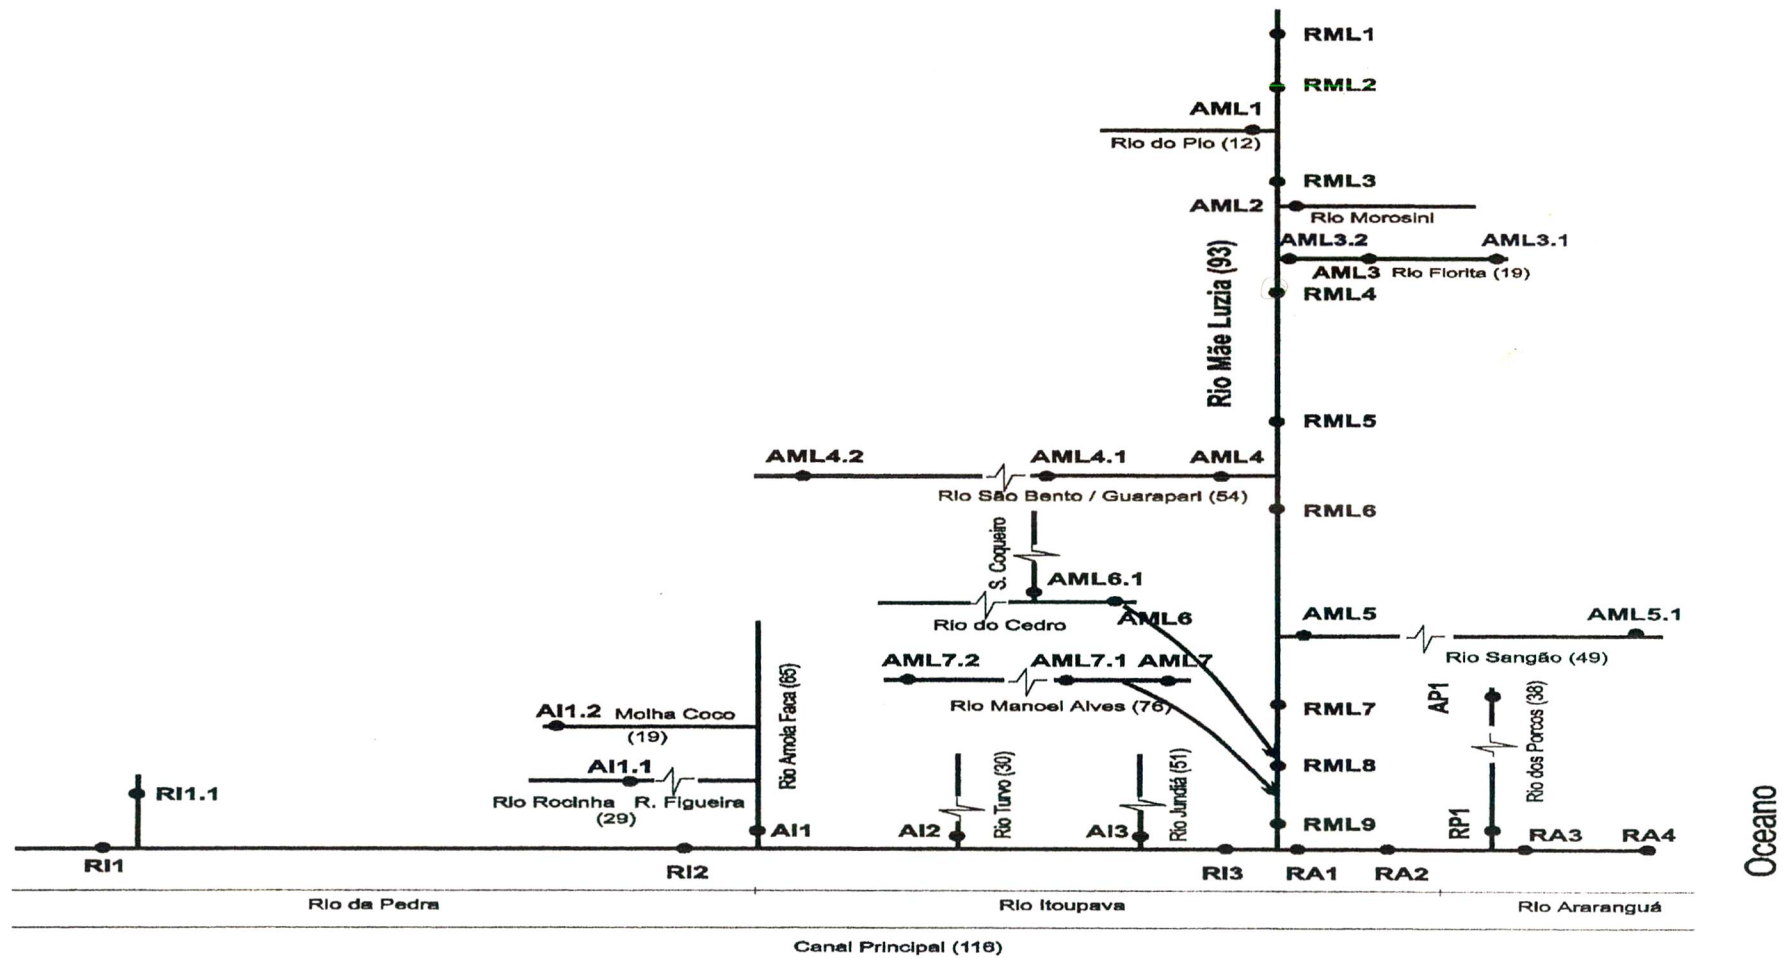 RML1
RML2
AML1
Rio do Pio (12)
RML3
AML2
Rio Morosini
AML3.2
AML3.1
AML3 Rio Fiorita (19)
RML4
Rio Mãe Luzia (93)
RML5
AML4.2
AML4.1
AML4
Rio São Bento / Guarapari (54)
RML6
S. Coqueiro
AML6.1
AML6
Rio do Cedro
AML5
AML5.1
Rio Sangão (49)
AML7.2
AML7.1
AML7
Rio Manoel Alves (76)
RML7
AP1
Rio dos Porcos (38)
Rio Amola Faca (65)
AI1.2 Molha Coco
(19)
AI1.1
Rio Rocinha R. Figueira
(29)
RI1.1
RML8
Rio Turvo (30)
Rio Jundiá (51)
AI1
AI2
AI3
RML9
RP1
RA3
RA4
RI1
RI2
RI3
RA1
RA2
Oceano
Rio da Pedra
Rio Itoupava
Rio Araranguá
Canal Principal (116)